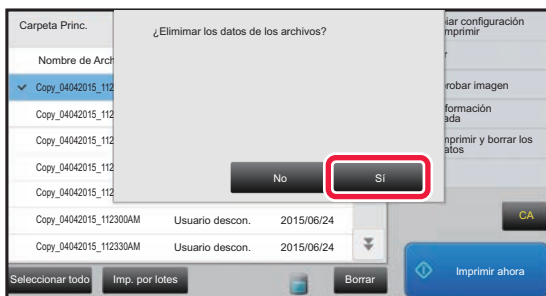 Carpeta Princ.
¿Elimimar los datos de los archivos?
No
Sí
Nombre de Arch
Copy_04042015_112
Copy_04042015_112
Copy_04042015_112
Copy_04042015_112
Copy_04042015_112
Copy_04042015_112300AM Usuario descon. 2015/06/24
Copy_04042015_112330AM Usuario descon. 2015/06/24
Seleccionar todo
Imp. por lotes
Borrar
iar configuración
mprimir
r
robar imagen
formación
ada
mprimir y borrar los
atos
CA
Imprimir ahora